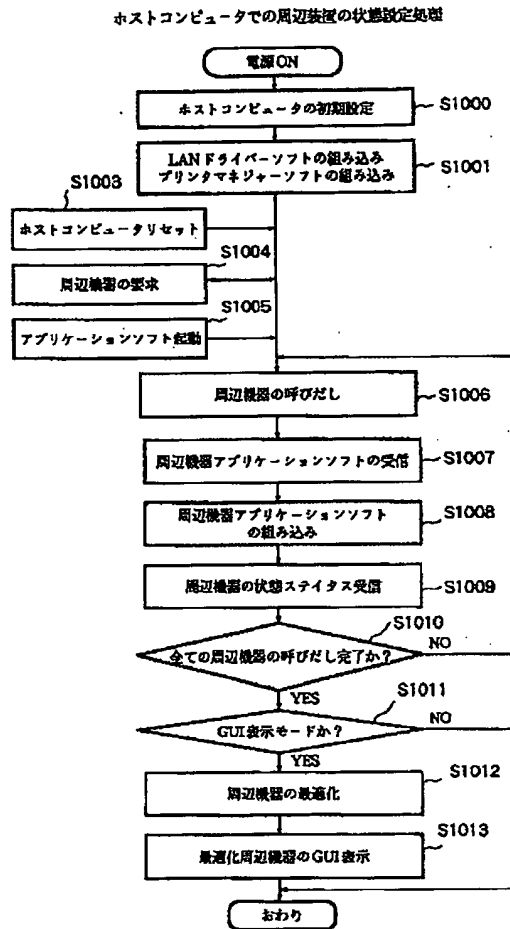 ホストコンピュータでの周辺装置の状態設定処理
電源ON
ホストコンピュータの初期設定
S1000
LANドライバーソフトの組み込み
プリンタマネジャーソフトの組み込み
S1001
S1003
ホストコンピュータリセット
S1004
周辺機器の要求
S1005
アプリケーションソフト起動
周辺機器の呼びだし
S1006
周辺機器アプリケーションソフトの受信
S1007
周辺機器アプリケーションソフト
の組み込み
S1008
周辺機器の状態ステイタス受信
S1009
S1010
全ての周辺機器の呼びだし完了か?
NO
YES
S1011
GUI表示モードか?
NO
YES
周辺機器の最適化
S1012
最適化周辺機器のGUI表示
S1013
おわり